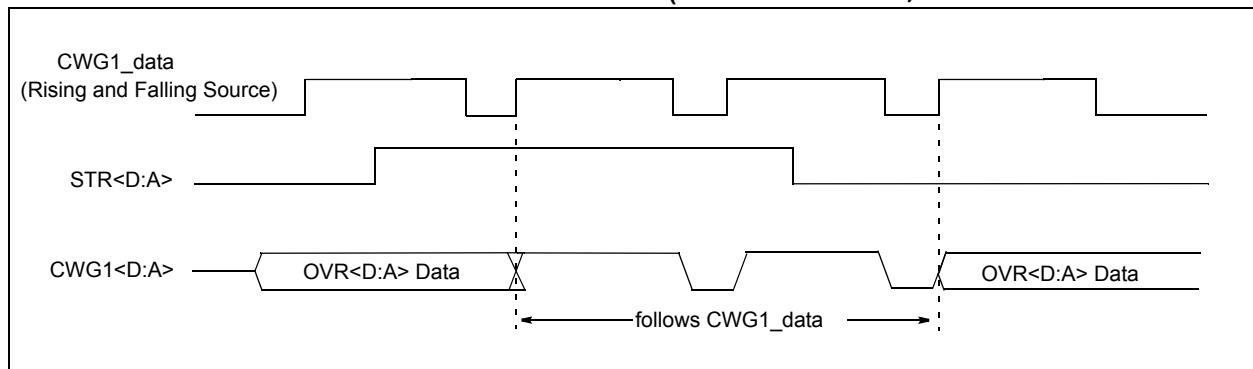 CWG1_data
(Rising and Falling Source)
STR<D:A>
CWG1<D:A>
OVR<D:A> Data
OVR<D:A> Data
follows CWG1_data